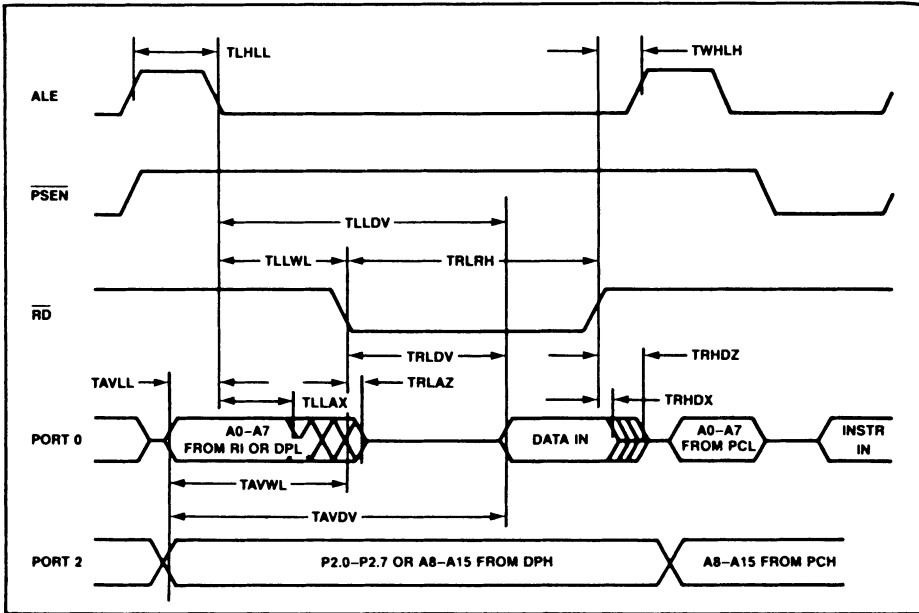 TLHLL
TWHLH
ALE
PSEN
TLLDV
TLLWL
TRLRH
RD
TRLDV
TRHDZ
TAVLL
TRLAZ
TLLAX
TRHDX
PORT 0
A0–A7
FROM RI OR DPL
DATA IN
A0–A7
FROM PCL
INSTR
IN
TAVWL
TAVDV
PORT 2
P2.0–P2.7 OR A8–A15 FROM DPH
A8–A15 FROM PCH